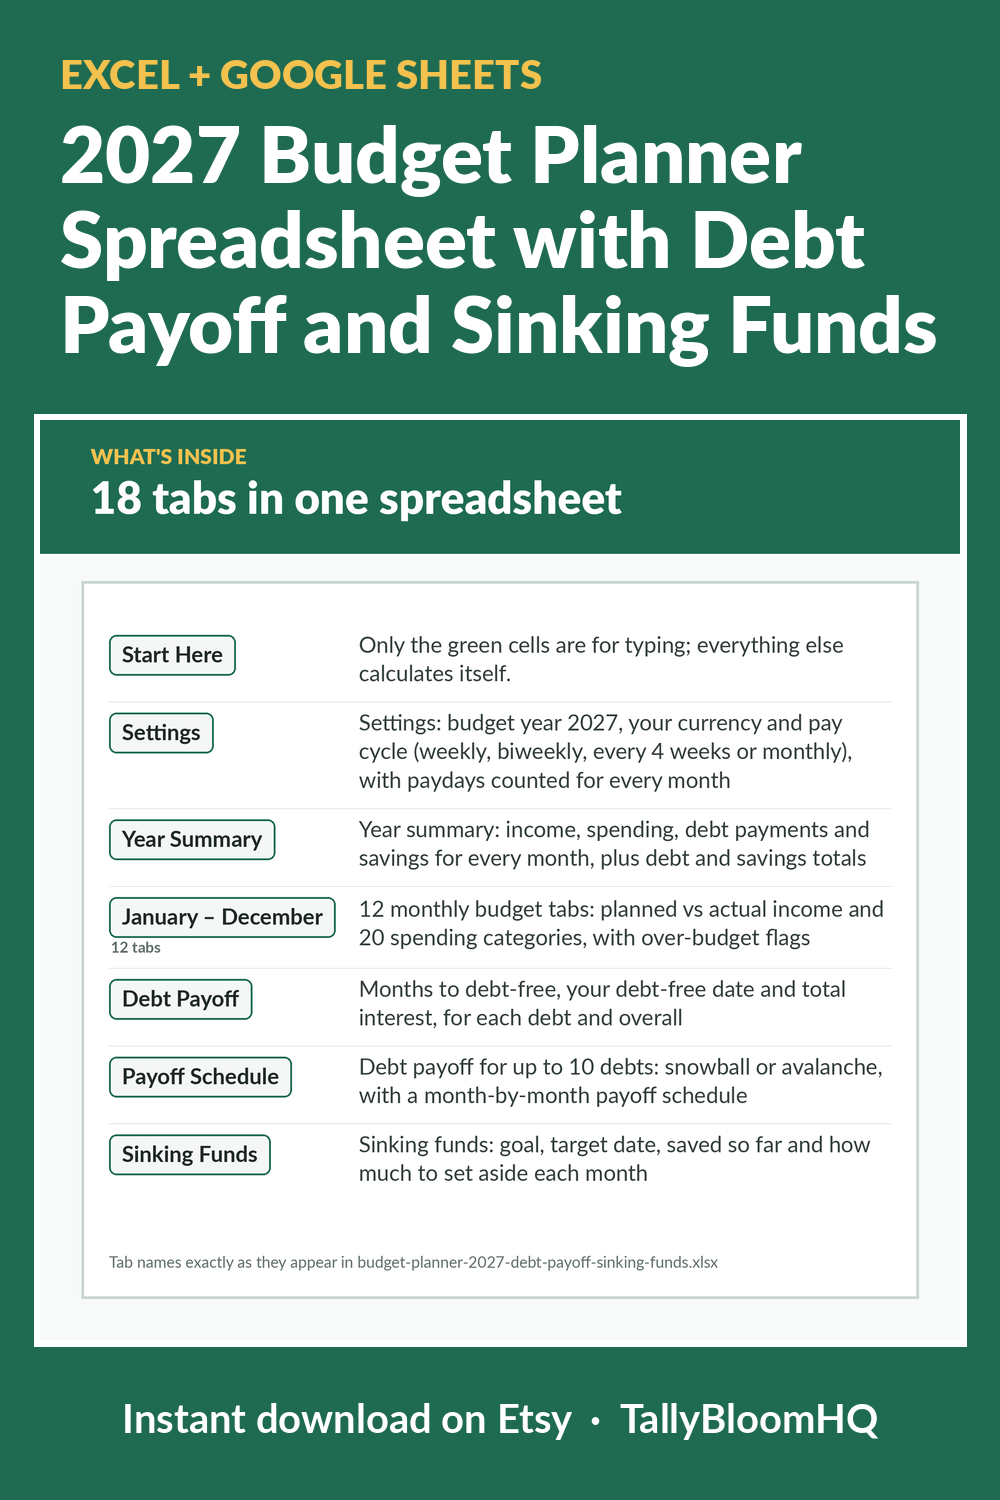 EXCEL + GOOGLE SHEETS
2027 Budget Planner
Spreadsheet with Debt
Payoff and Sinking Funds
WHAT'S INSIDE
18 tabs in one spreadsheet
Start Here
Only the green cells are for typing; everything else
calculates itself.
Settings
Settings: budget year 2027, your currency and pay
cycle (weekly, biweekly, every 4 weeks or monthly),
with paydays counted for every month
Year Summary
Year summary: income, spending, debt payments and
savings for every month, plus debt and savings totals
January – December
12 tabs
12 monthly budget tabs: planned vs actual income and
20 spending categories, with over-budget flags
Debt Payoff
Months to debt-free, your debt-free date and total
interest, for each debt and overall
Payoff Schedule
Debt payoff for up to 10 debts: snowball or avalanche,
with a month-by-month payoff schedule
Sinking Funds
Sinking funds: goal, target date, saved so far and how
much to set aside each month
Tab names exactly as they appear in budget-planner-2027-debt-payoff-sinking-funds.xlsx
Instant download on Etsy · TallyBloomHQ